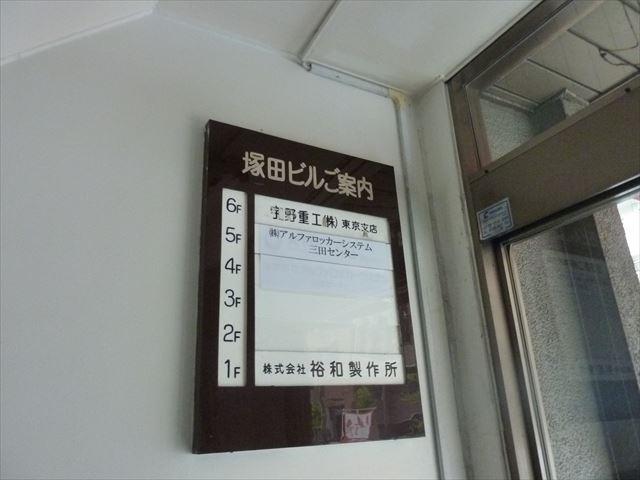 塚田ビルご案内
6F 宇野重工(株) 東京支店
5F ㈱アルファロッカーシステム
三田センター
4F
3F
2F
1F 株式会社 裕和製作所